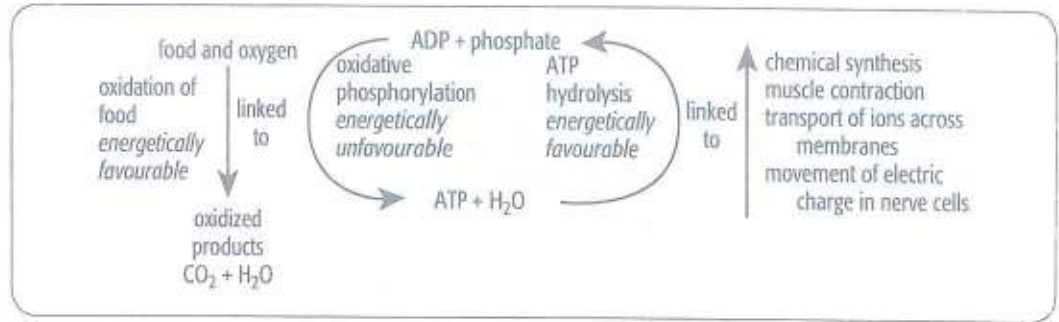 food and oxygen
oxidation of
food
energetically
favourable
linked
to
oxidized
products
CO₂ + H₂O
ADP + phosphate
oxidative
phosphorylation
energetically
unfavourable
ATP
hydrolysis
energetically
favourable
ATP + H₂O
linked
to
chemical synthesis
muscle contraction
transport of ions across
membranes
movement of electric
charge in nerve cells